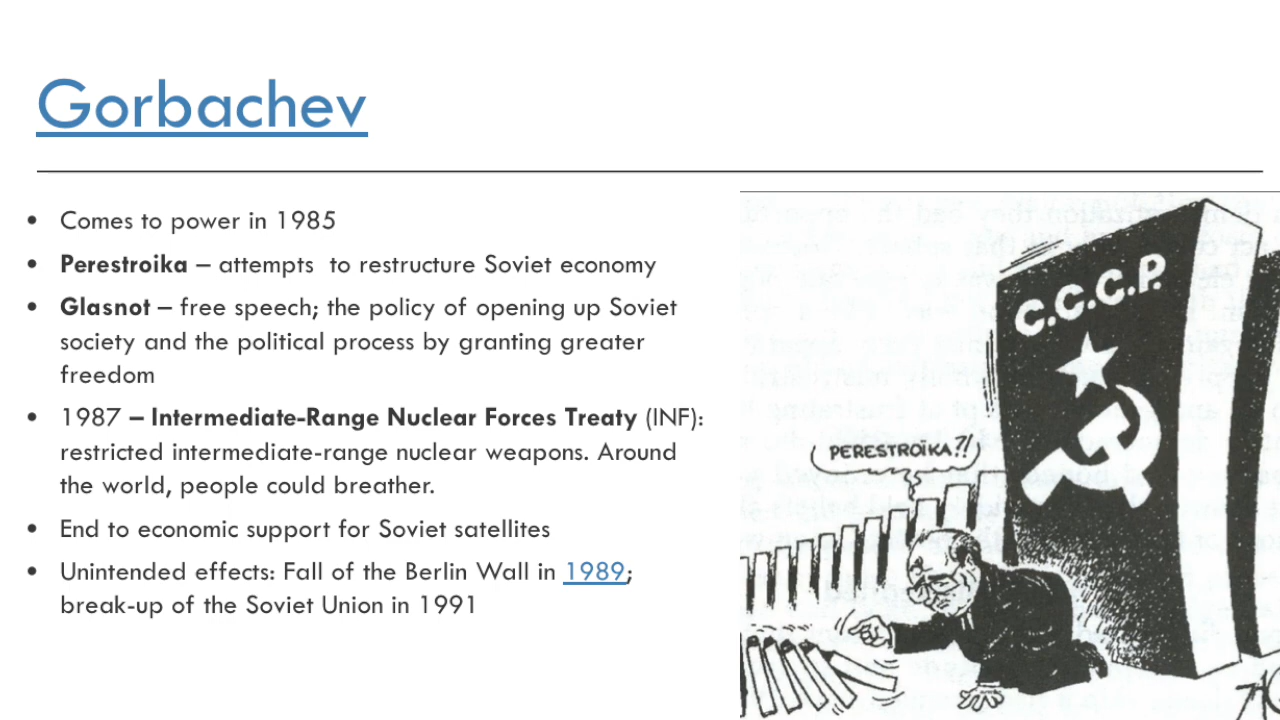 Gorbachev
• Comes to power in 1985
• Perestroika – attempts  to restructure Soviet economy
• Glasnot – free speech; the policy of opening up Soviet
society and the political process by granting greater
freedom
• 1987 – Intermediate-Range Nuclear Forces Treaty (INF):
restricted intermediate-range nuclear weapons. Around
the world, people could breather.
• End to economic support for Soviet satellites
• Unintended effects: Fall of the Berlin Wall in 1989;
break-up of the Soviet Union in 1991
C.C.C.P.
PERESTROIKA?!